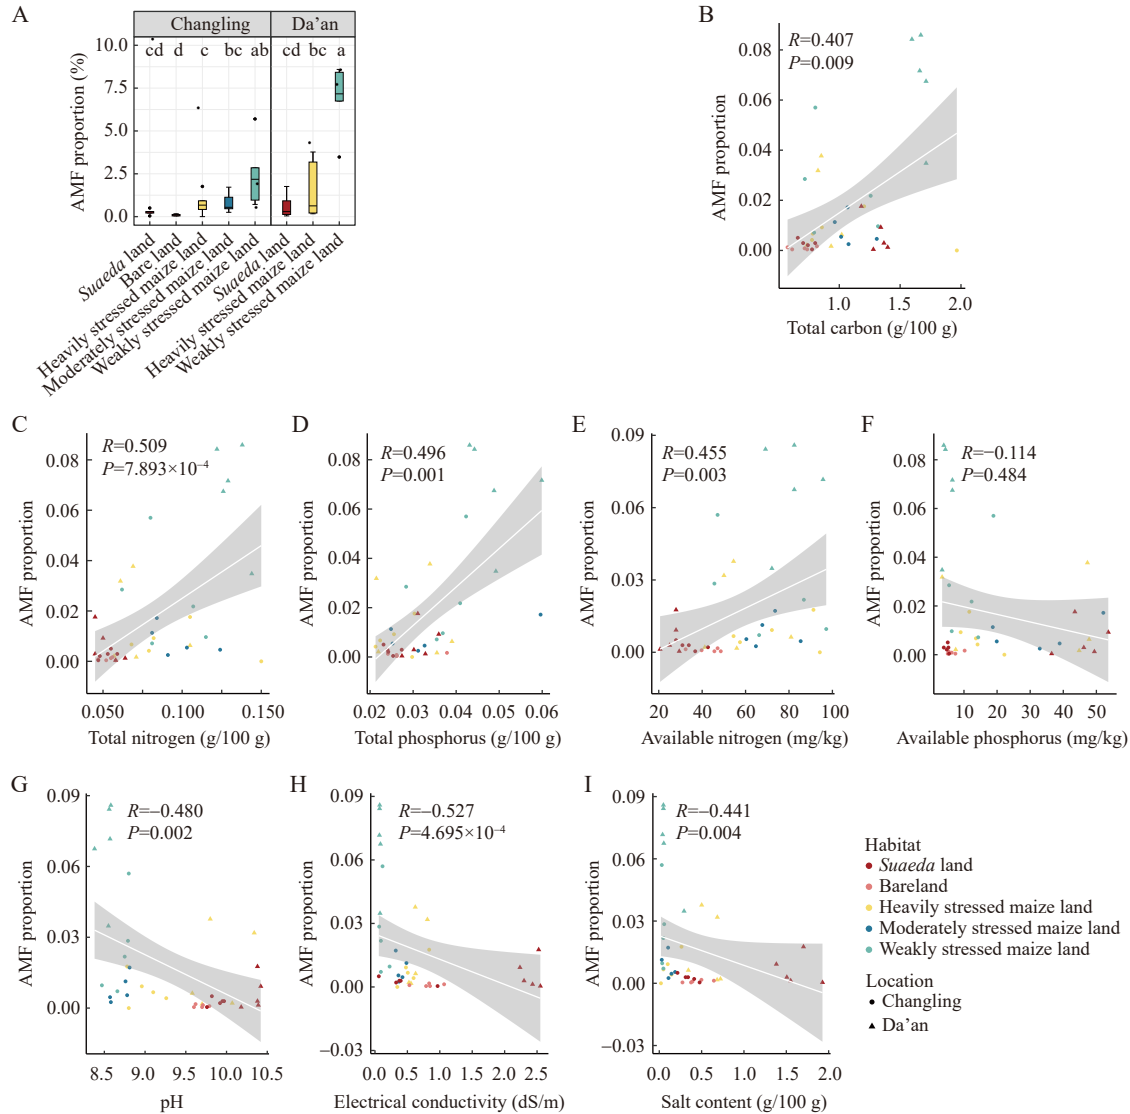 A
Changling
Da’an
cd d c bc ab cd bc a
AMF proportion (%)
10.0
7.5
5.0
2.5
0.0
Suaeda land
Bare land
Heavily stressed maize land
Moderately stressed maize land
Weakly stressed maize land
Suaeda land
Heavily stressed maize land
Weakly stressed maize land
B
R=0.407
P=0.009
AMF proportion
0.08
0.06
0.04
0.02
0.00
1.0 1.5 2.0
Total carbon (g/100 g)
C
R=0.509
P=7.893×10−4
AMF proportion
0.08
0.06
0.04
0.02
0.00
0.050 0.100 0.150
Total nitrogen (g/100 g)
D
R=0.496
P=0.001
AMF proportion
0.08
0.06
0.04
0.02
0.00
0.02 0.03 0.04 0.05 0.06
Total phosphorus (g/100 g)
E
R=0.455
P=0.003
AMF proportion
0.09
0.06
0.03
0.00
20 40 60 80 100
Available nitrogen (mg/kg)
F
R=−0.114
P=0.484
AMF proportion
0.08
0.06
0.04
0.02
0.00
10 20 30 40 50
Available phosphorus (mg/kg)
G
R=−0.480
P=0.002
AMF proportion
0.09
0.06
0.03
0.00
8.5 9.0 9.5 10.0 10.5
pH
H
R=−0.527
P=4.695×10−4
AMF proportion
0.09
0.06
0.03
0.00
−0.03
0.0 0.5 1.0 1.5 2.0 2.5
Electrical conductivity (dS/m)
I
R=−0.441
P=0.004
AMF proportion
0.09
0.06
0.03
0.00
−0.03
0.0 0.5 1.0 1.5 2.0
Salt content (g/100 g)
Habitat
Suaeda land
Bareland
Heavily stressed maize land
Moderately stressed maize land
Weakly stressed maize land
Location
Changling
Da’an